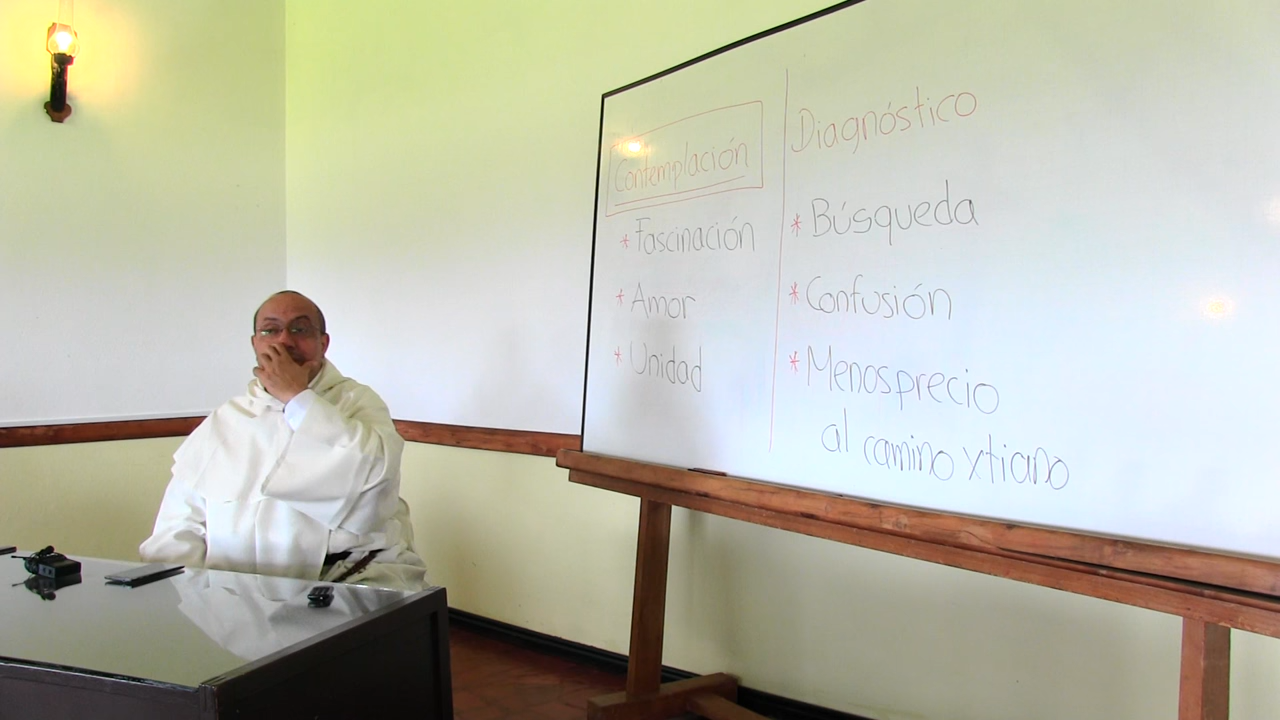 Contemplación
* Fascinación
* Amor
* Unidad
Diagnóstico
* Búsqueda
* Confusión
* Menosprecio
al camino xtiano